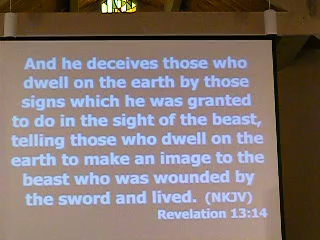 And he deceives those who
dwell on the earth by those
signs which he was granted
to do in the sight of the beast,
telling those who dwell on the
earth to make an image to the
beast who was wounded by
the sword and lived. (NKJV)
Revelation 13:14